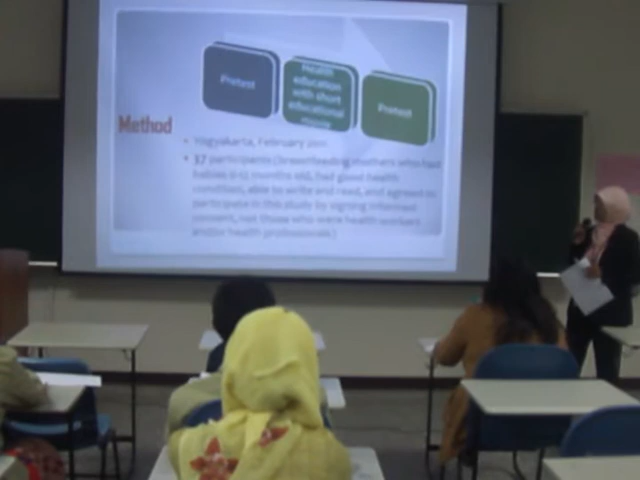 Pretest
Health
education
with short
educational
movie
Pretest
Method
Yogyakarta, February 2011
37 participants (breastfeeding mothers who had
babies 0-12 months old, had good health
condition, able to write and read, and agreed to
participate in this study by signing informed
consent, not those who were health workers
and/or health professionals)